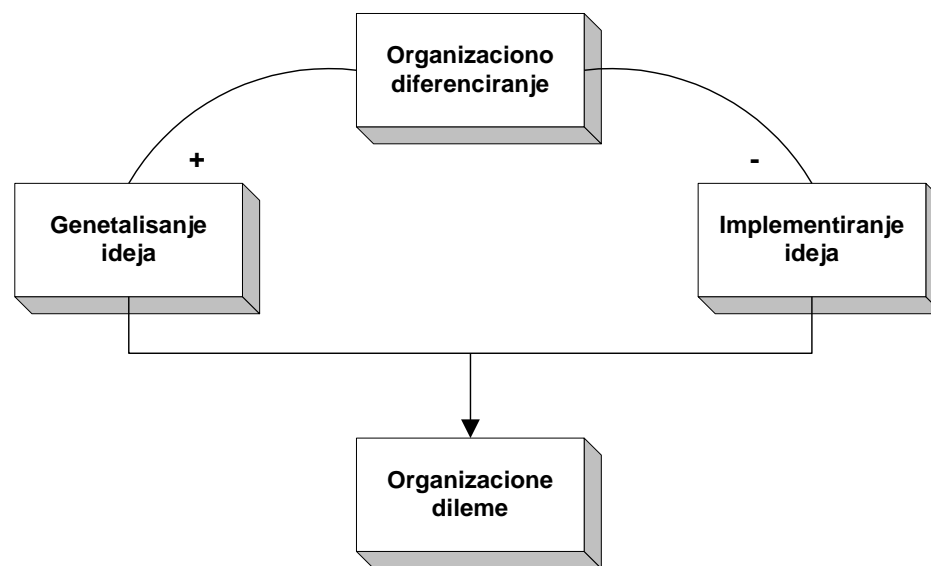 Organizaciono
diferenciranje
+
-
Genetalisanje
ideja
Implementiranje
ideja
Organizacione
dileme